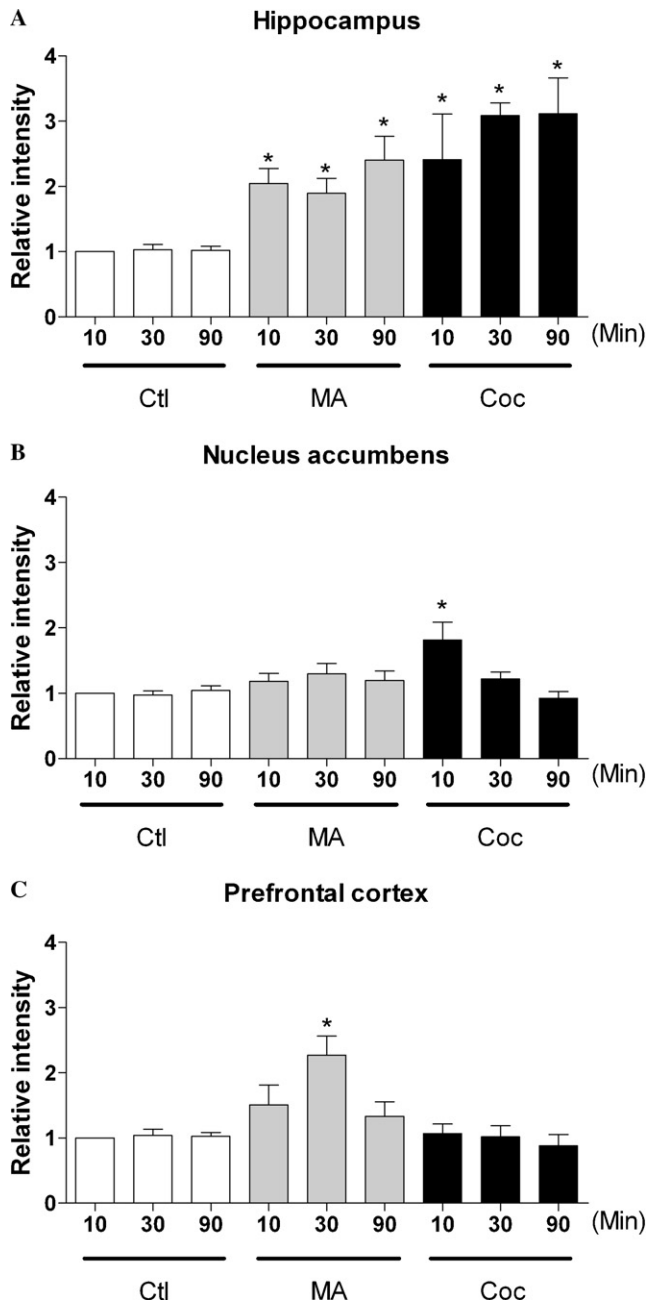 A
Hippocampus
Relative intensity
4
3
2
1
0
* * * * * *
10 30 90 10 30 90 10 30 90 (Min)
Ctl MA Coc
B
Nucleus accumbens
Relative intensity
4
3
2
1
0
*
10 30 90 10 30 90 10 30 90 (Min)
Ctl MA Coc
C
Prefrontal cortex
Relative intensity
4
3
2
1
0
*
10 30 90 10 30 90 10 30 90 (Min)
Ctl MA Coc